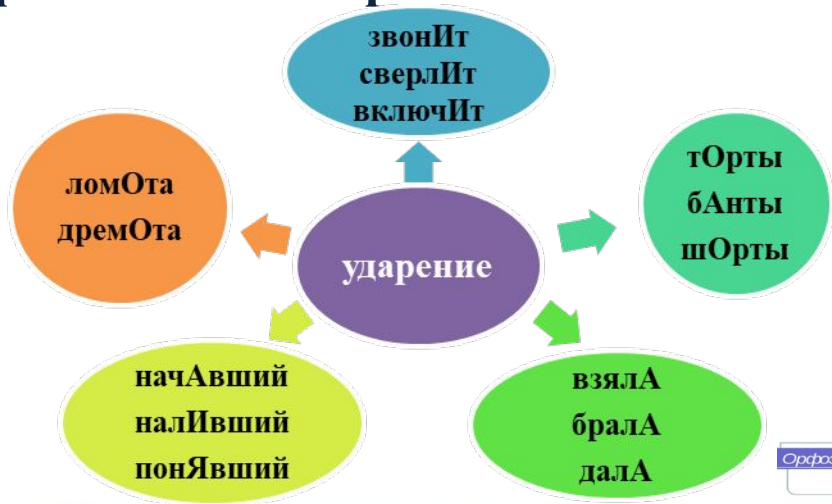 звонИт
сверлИт
включИт
ломОта
дремОта
тОрты
бАнты
шОрты
ударение
начАвший
налИвший
понЯвший
взялА
бралА
далА